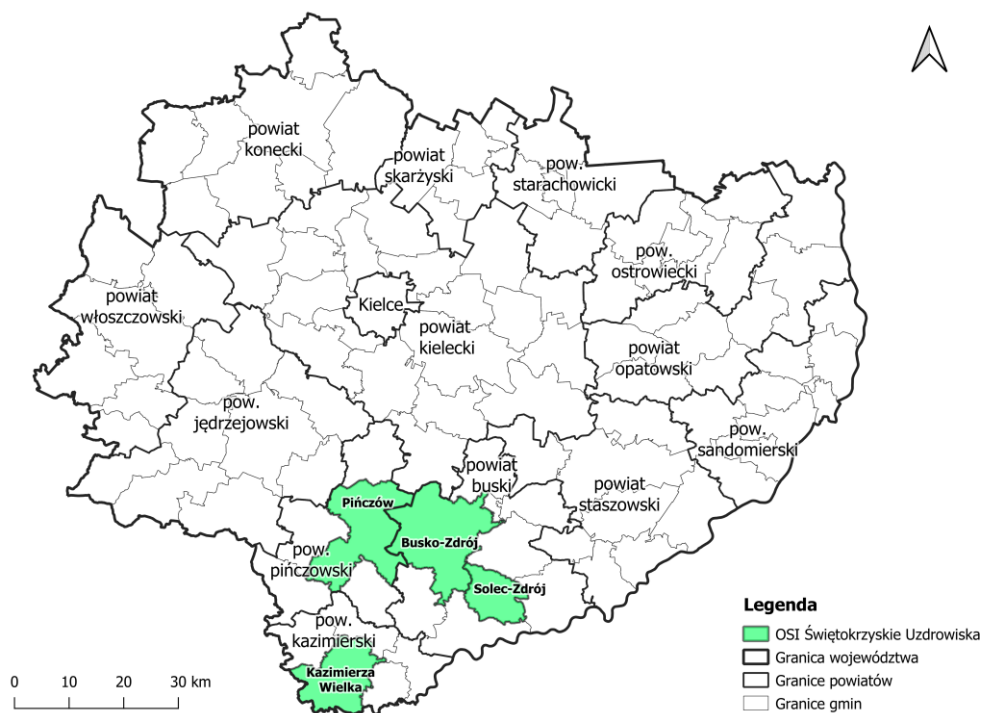 powiat
konecki
powiat
skarżyski
pow.
starachowicki
pow.
ostrowiecki
powiat
włoszczowski
Kielce
powiat
kielecki
powiat
opatowski
pow.
jędrzejowski
pow.
sandomierski
powiat
buski
powiat
staszowski
Pińczów
Busko-Zdrój
pow.
pińczowski
Solec-Zdrój
pow.
kazimierski
Kazimierza
Wielka
Legenda
OSI Świętokrzyskie Uzdrowiska
Granica województwa
Granice powiatów
Granice gmin
0 10 20 30 km